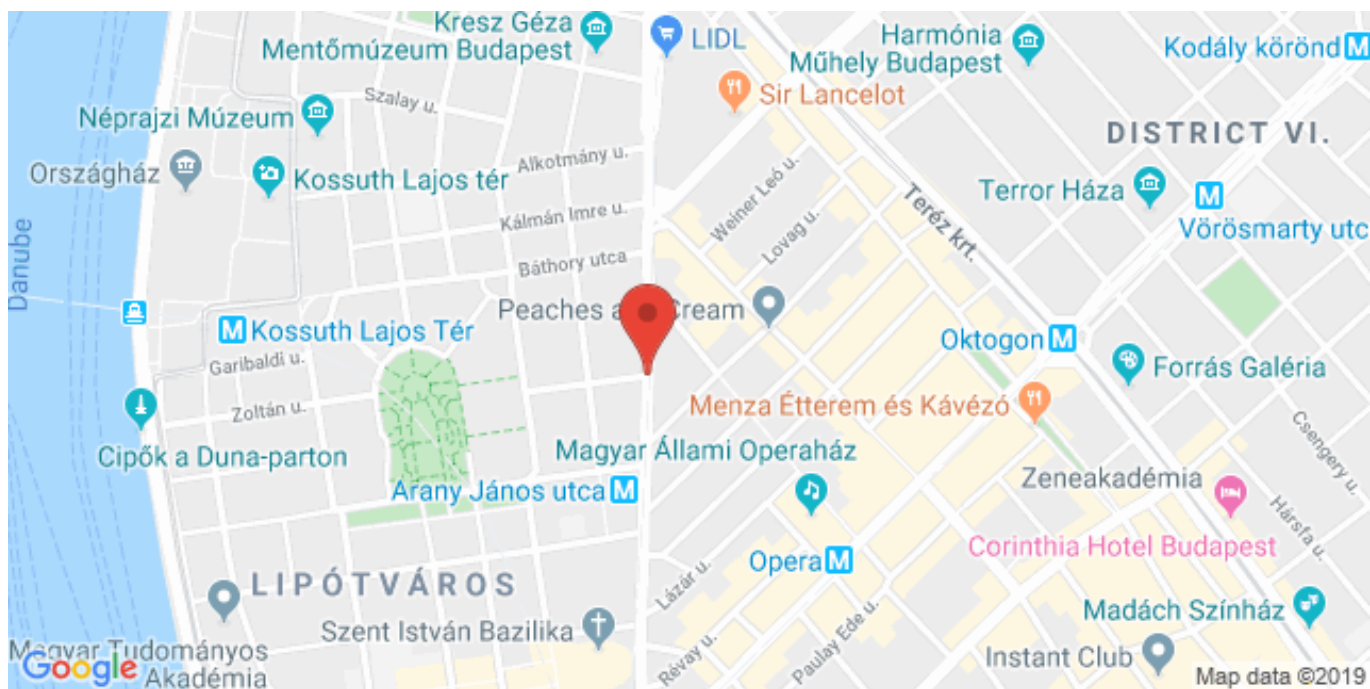 Kresz Géza
Mentőmúzeum Budapest
LIDL
Harmónia
Műhely Budapest
Kodály körönd M
Szalay u.
Sir Lancelot
Néprajzi Múzeum
DISTRICT VI.
Országház
Kossuth Lajos tér
Alkotmány u.
Weiner Leó u.
Teréz krt.
Terror Háza
M
Vörösmarty utc
Kálmán Imre u.
Lovag u.
Danube
Báthory utca
Peaches a Cream
M Kossuth Lajos Tér
Oktogon M
Garibaldi u.
Forrás Galéria
Zoltán u.
Menza Étterem és Kávézó
Csengery u.
Cipők a Duna-parton
Magyar Állami Operaház
Arany János utca M
Zeneakadémia
Hársfa u.
Corinthia Hotel Budapest
Opera M
LIPÓTVÁROS
Lázár u.
Madách Színház
Szent István Bazilika
Révay u.
Paulay Ede u.
Instant Club
Magyar Tudományos
Akadémia
Google
Map data ©2019